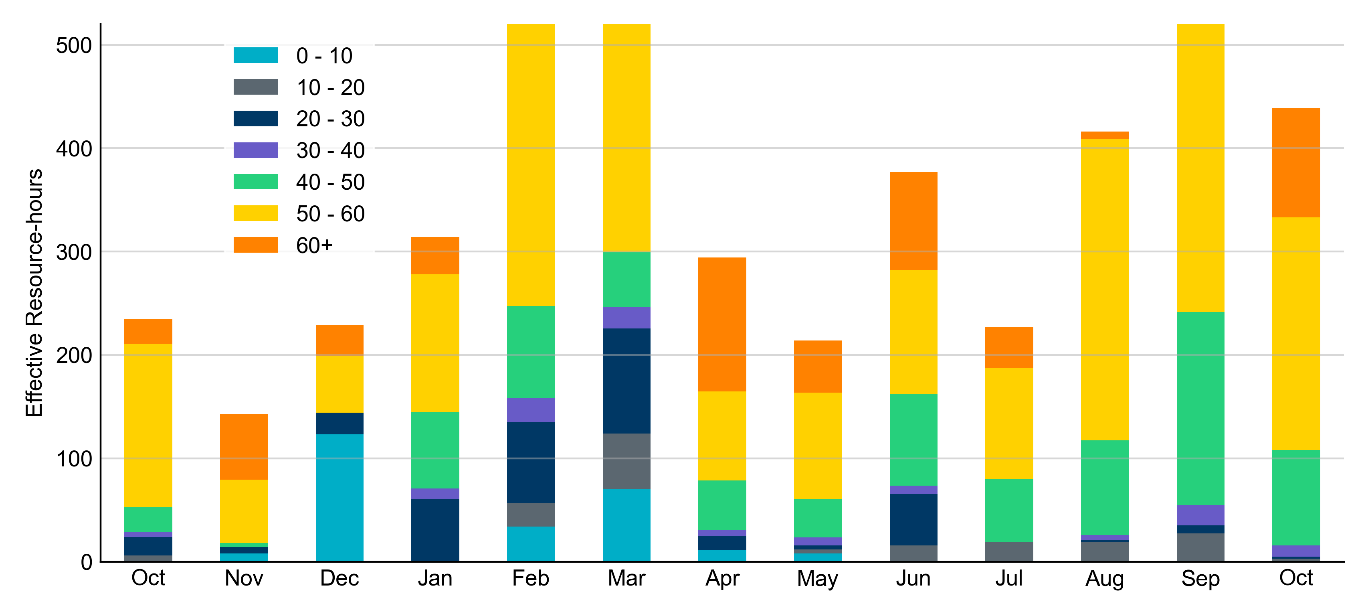 Effective Resource-hours
500
400
300
200
100
0
0 - 10
10 - 20
20 - 30
30 - 40
40 - 50
50 - 60
60+
Oct Nov Dec Jan Feb Mar Apr May Jun Jul Aug Sep Oct